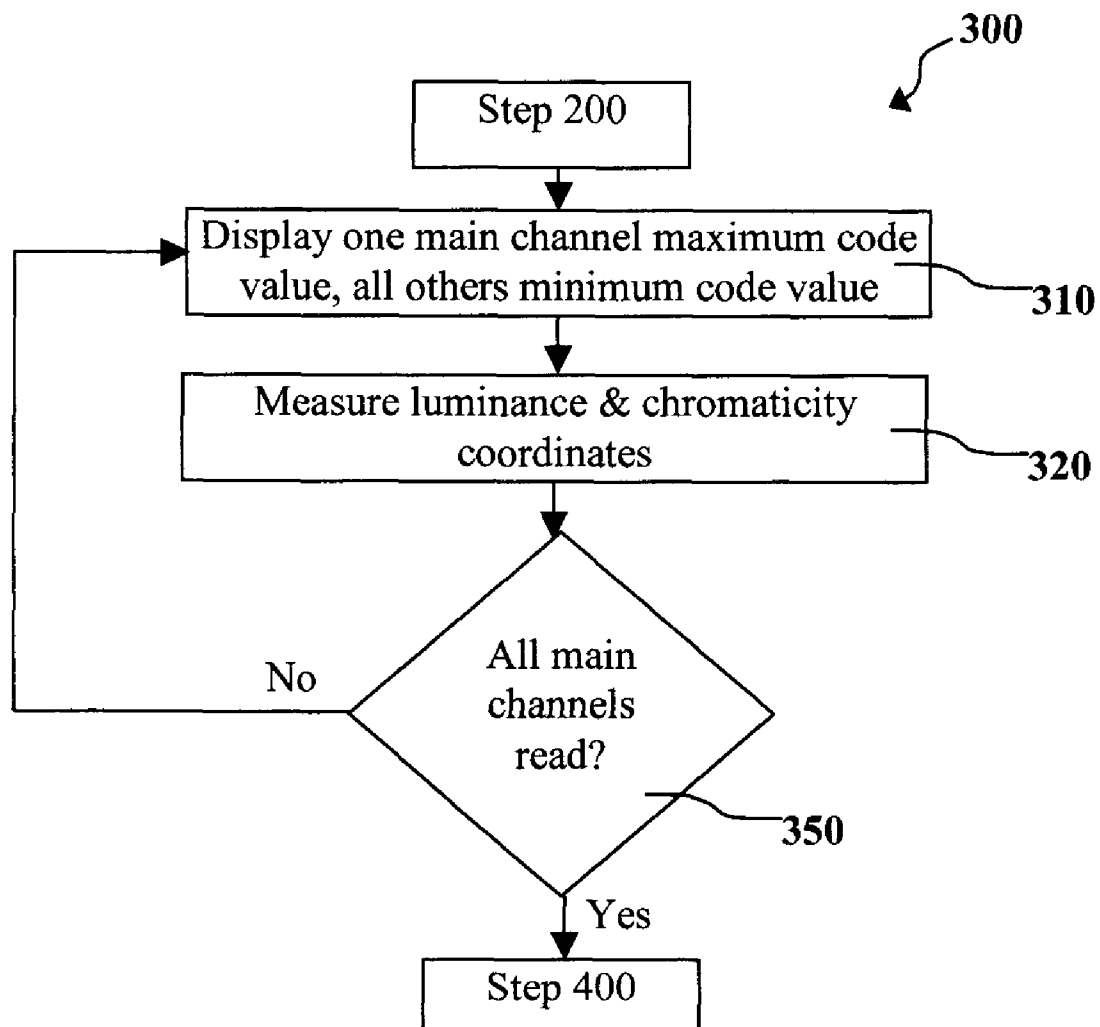 300
Step 200
Display one main channel maximum code
value, all others minimum code value
310
Measure luminance & chromaticity
coordinates
320
All main
channels
read?
No
350
Yes
Step 400